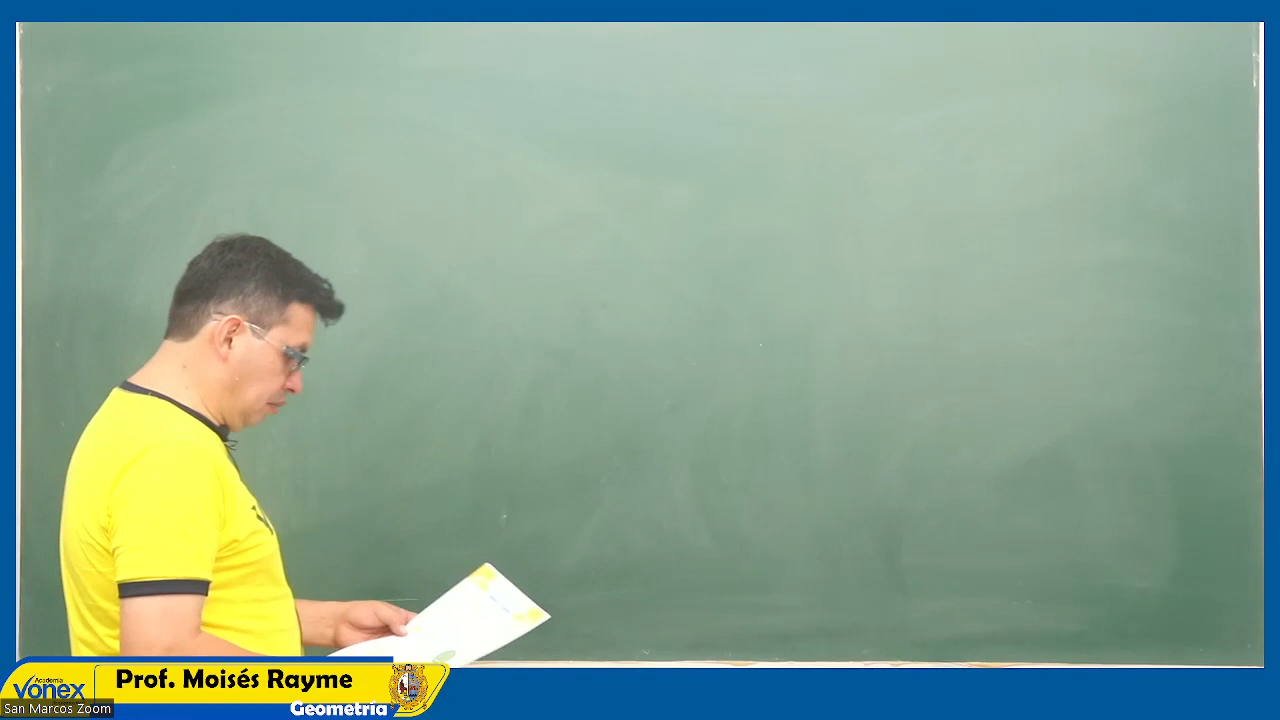 Prof. Moisés Rayme
Academia
vonex
Geometría
San Marcos Zoom